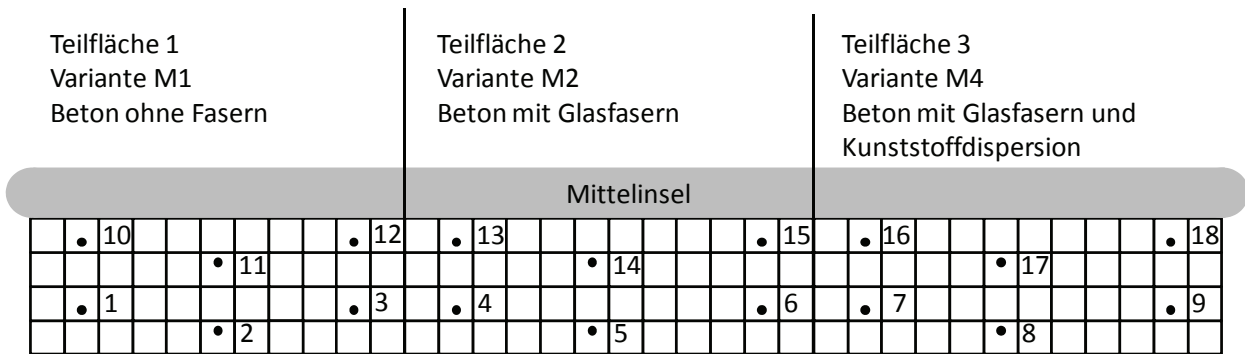 Teilfläche 1
Variante M1
Beton ohne Fasern
Teilfläche 2
Variante M2
Beton mit Glasfasern
Teilfläche 3
Variante M4
Beton mit Glasfasern und
Kunststoffdispersion
Mittelinsel
10 12 13 15 16 18
11 14 17
1 3 4 6 7 9
2 5 8